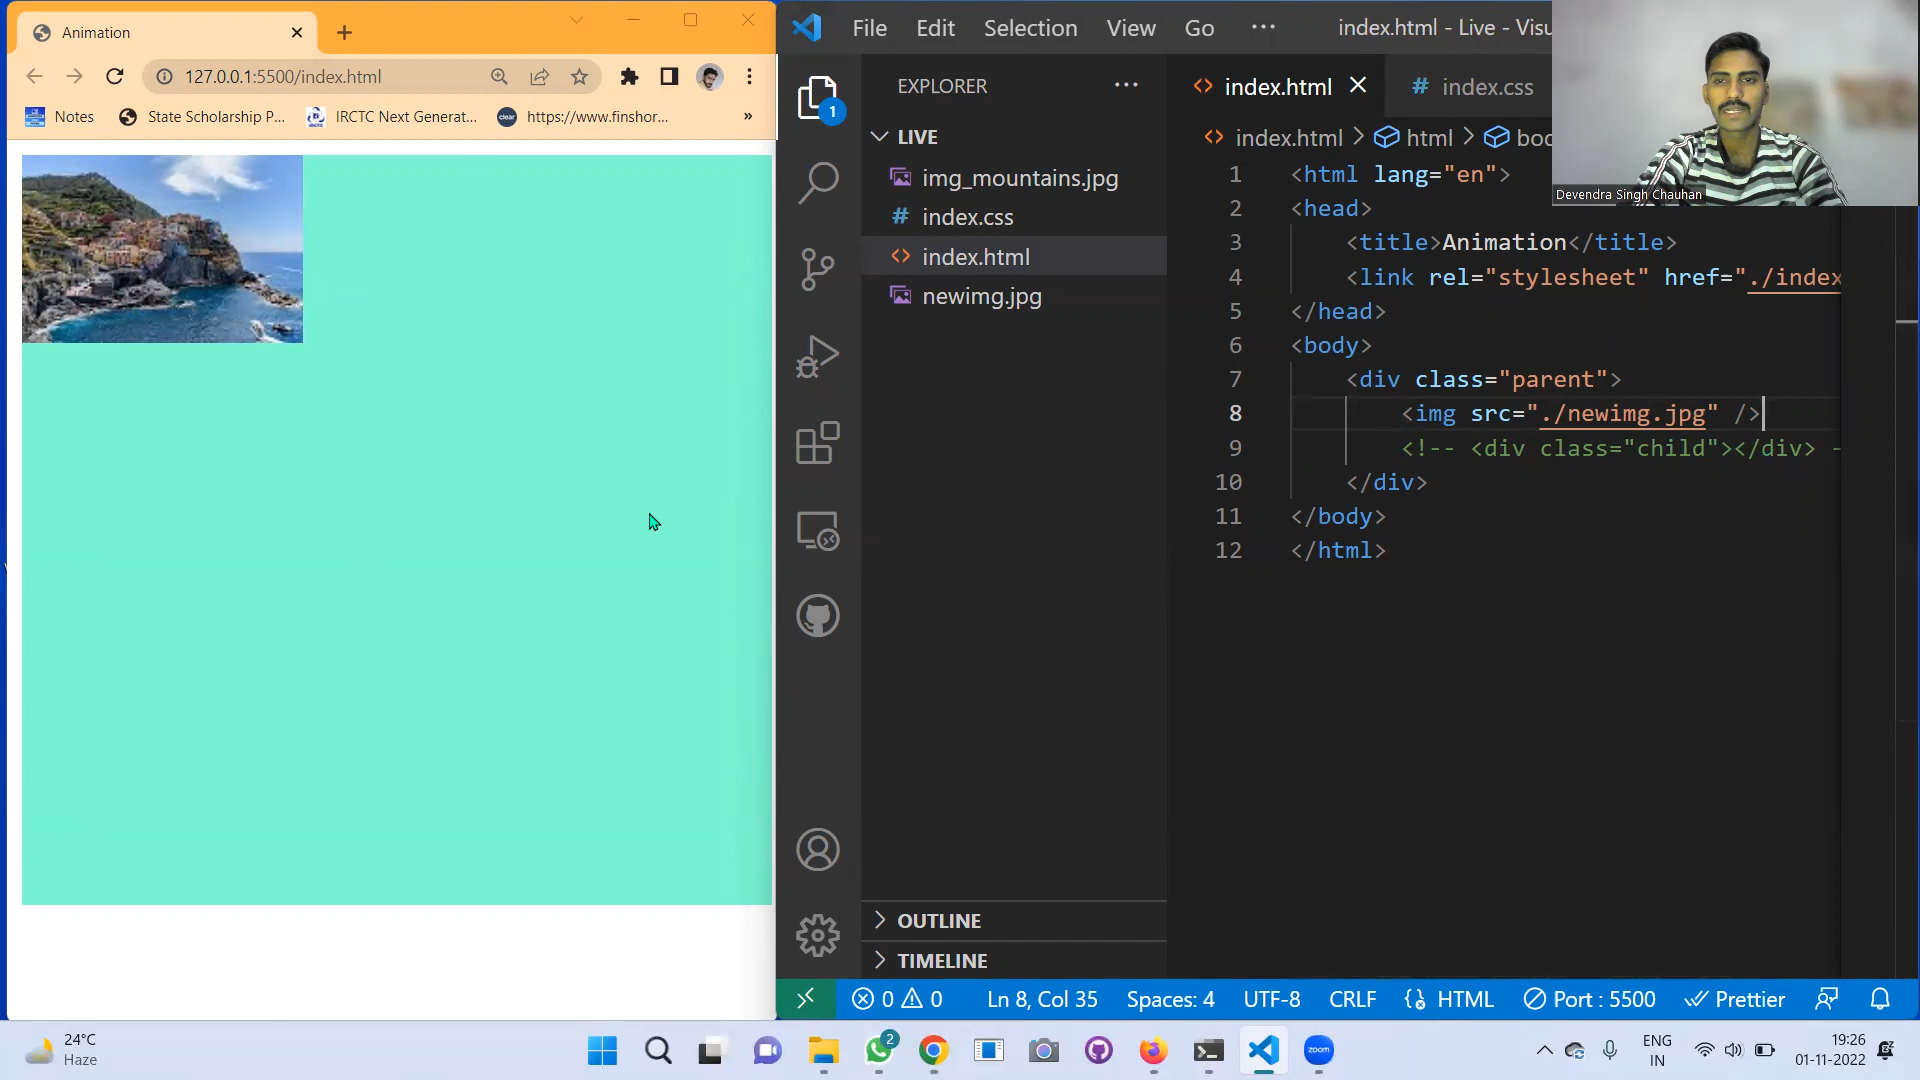 Animation
127.0.0.1:5500/index.html
Notes
State Scholarship P...
IRCTC Next Generat...
clear
https://www.finshor...
»
File Edit Selection View Go ···
index.html - Live - Visu
Devendra Singh Chauhan
1
EXPLORER
LIVE
img_mountains.jpg
# index.css
<> index.html
newimg.jpg
OUTLINE
TIMELINE
<> index.html
# index.css
<> index.html > html > bod
1 <html lang="en">
2 <head>
3 <title>Animation</title>
4 <link rel="stylesheet" href="./index
5 </head>
6 <body>
7 <div class="parent">
8 <img src="./newimg.jpg" />
9 <!-- <div class="child"></div> -
10 </div>
11 </body>
12 </html>
0 0 Ln 8, Col 35 Spaces: 4 UTF-8 CRLF HTML Port : 5500 Prettier
24°C
Haze
2
zoom
ENG
IN
19:26
01-11-2022